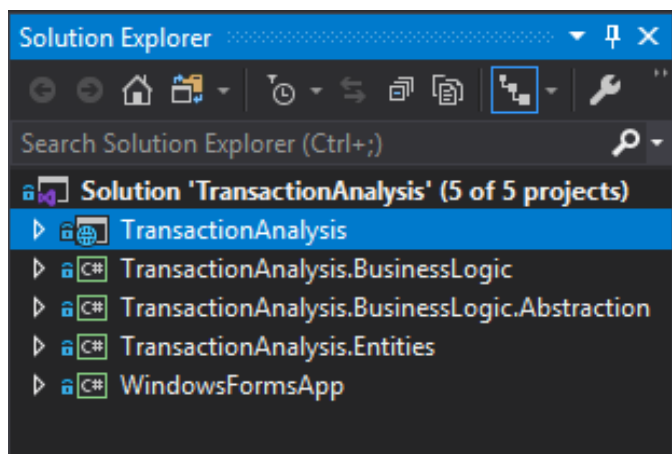 Solution Explorer
Search Solution Explorer (Ctrl+;)
Solution 'TransactionAnalysis' (5 of 5 projects)
TransactionAnalysis
C# TransactionAnalysis.BusinessLogic
C# TransactionAnalysis.BusinessLogic.Abstraction
C# TransactionAnalysis.Entities
C# WindowsFormsApp